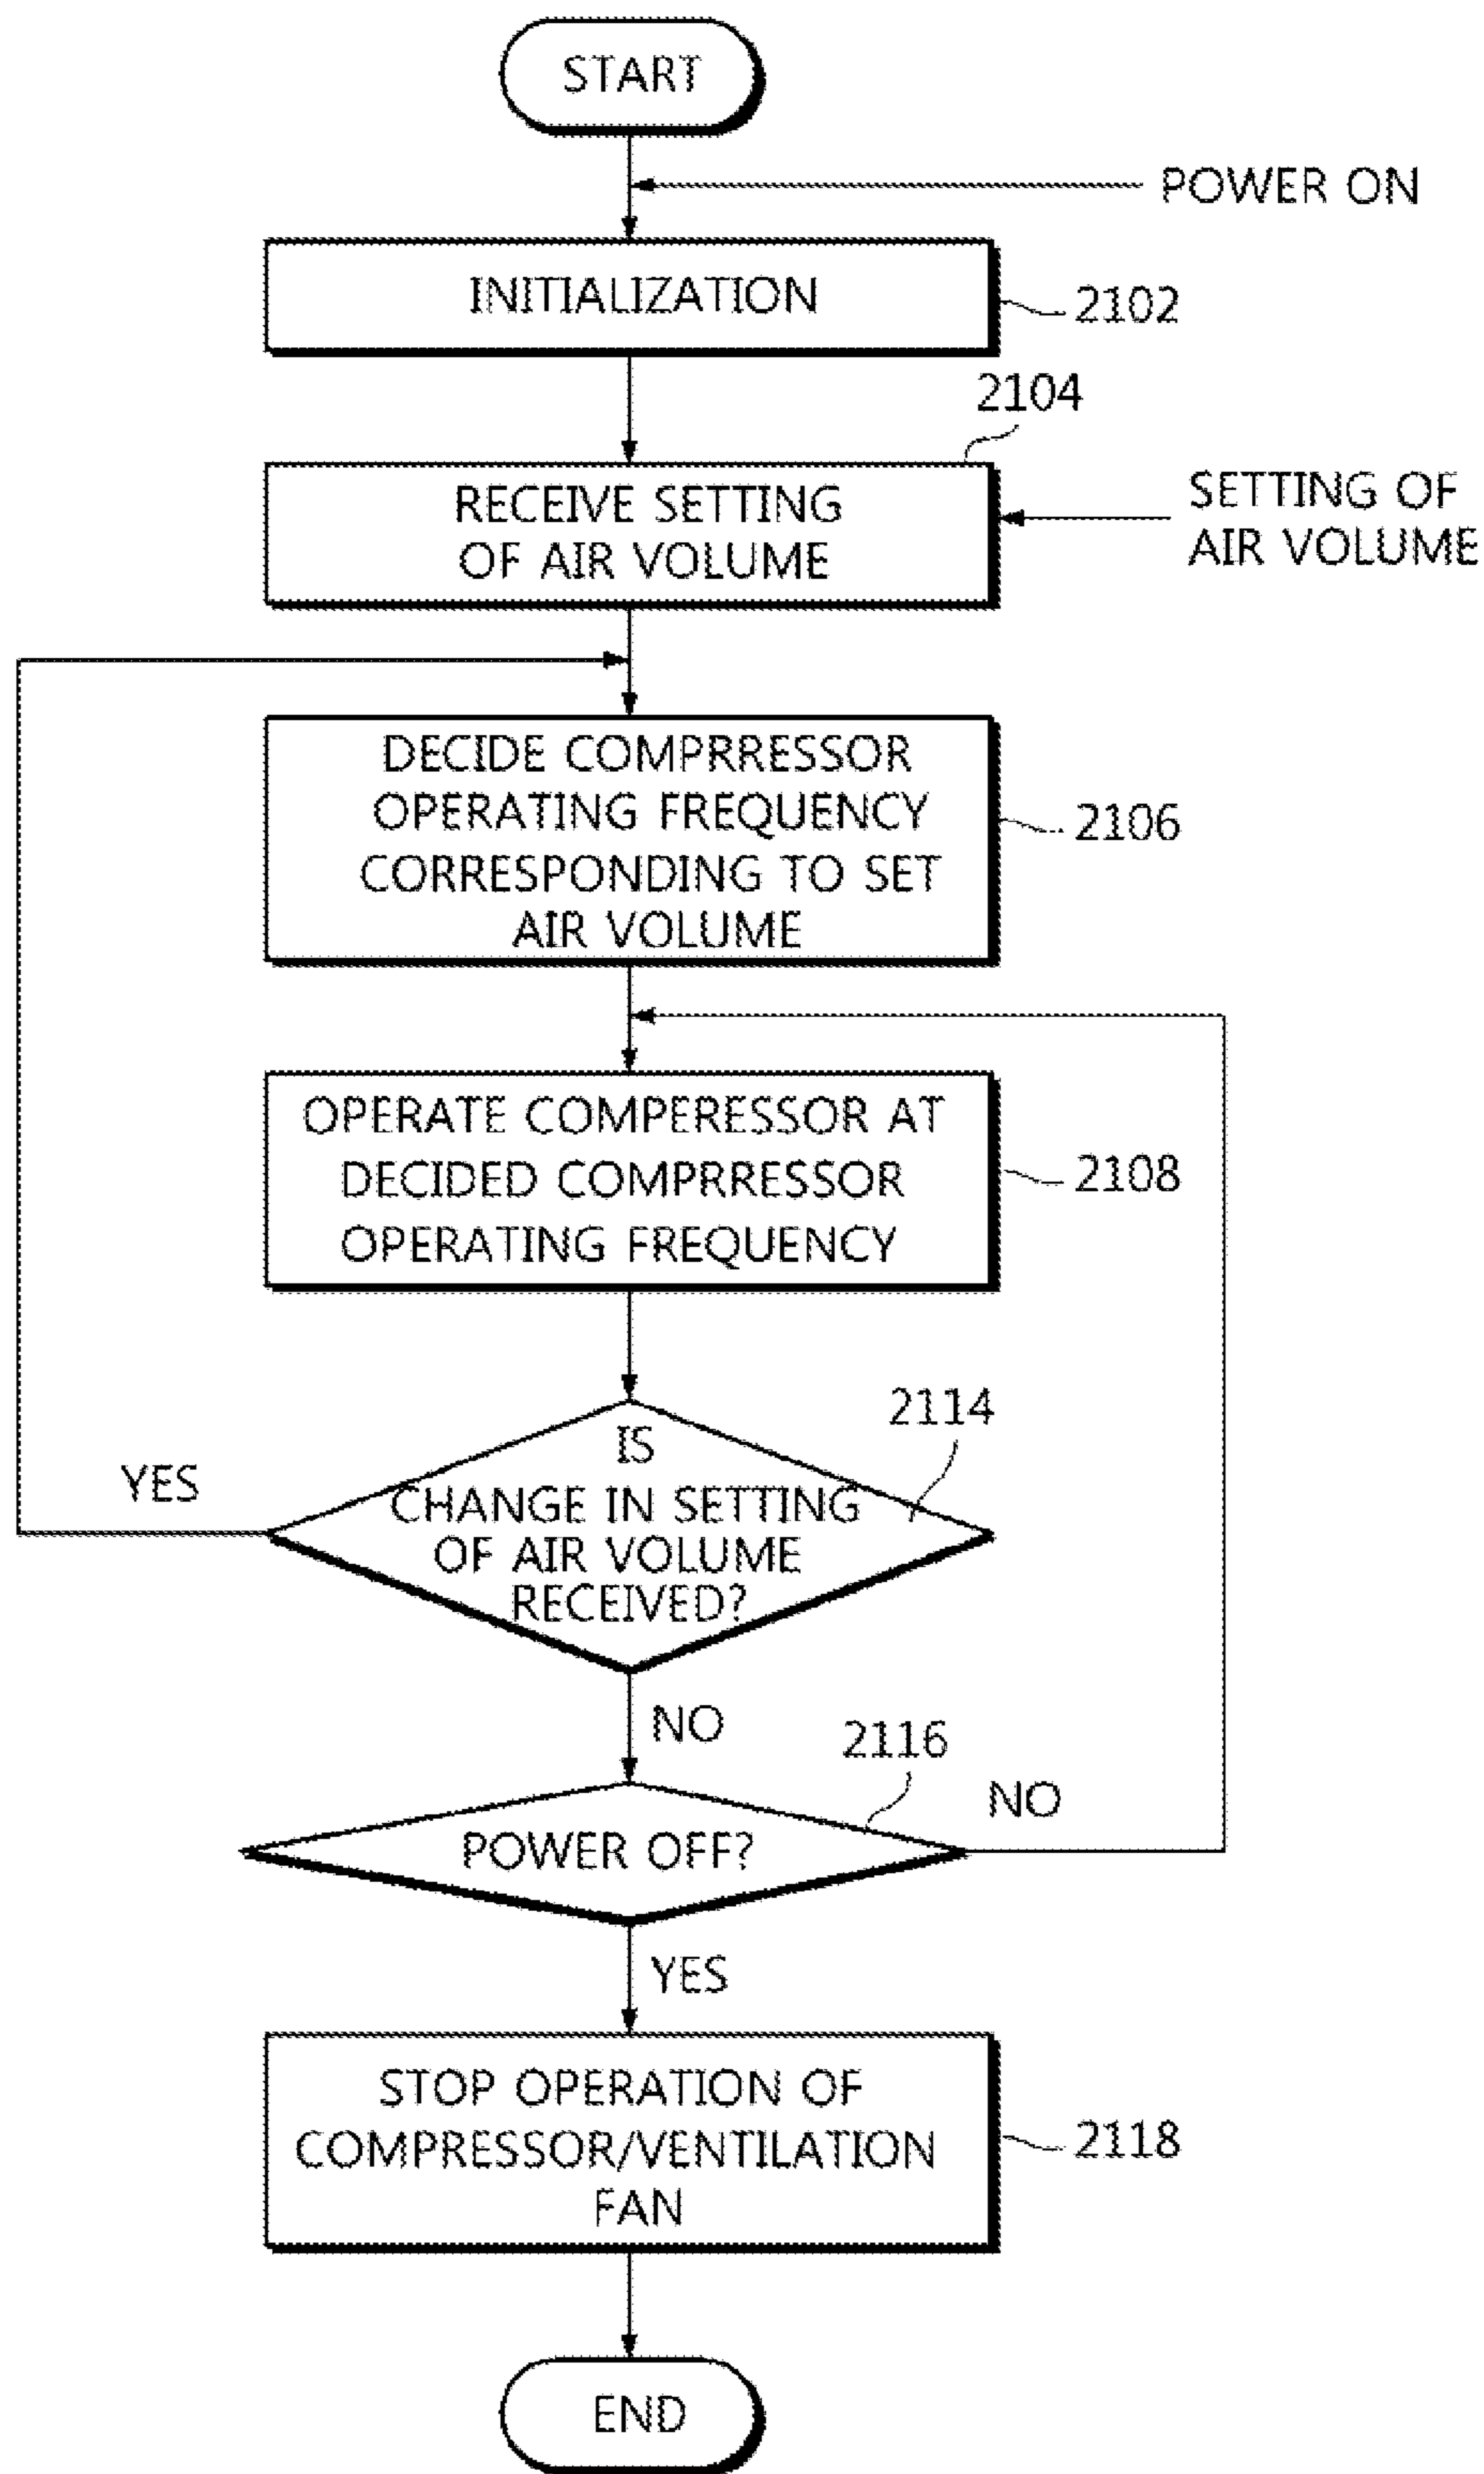 START
POWER ON
INITIALIZATION
2102
2104
RECEIVE SETTING
OF AIR VOLUME
SETTING OF
AIR VOLUME
DECIDE COMPRRESSOR
OPERATING FREQUENCY
CORRESPONDING TO SET
AIR VOLUME
2106
OPERATE COMPERESSOR AT
DECIDED COMPRRESSOR
OPERATING FREQUENCY
2108
2114
IS
CHANGE IN SETTING
OF AIR VOLUME
RECEIVED?
YES
NO
2116
POWER OFF?
NO
YES
STOP OPERATION OF
COMPRESSOR/VENTILATION
FAN
2118
END